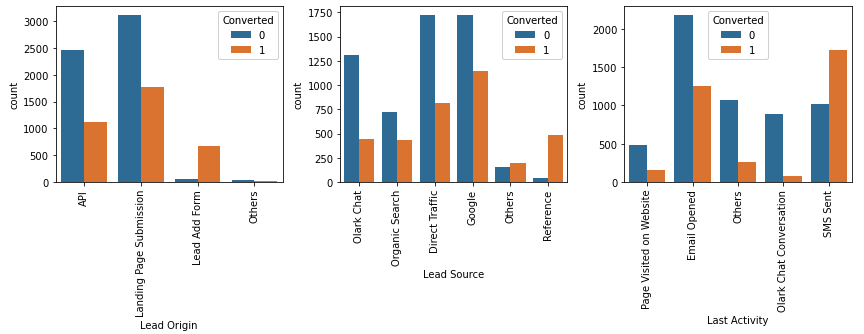 Converted
0
1
3000
2500
2000
1500
1000
500
0
count
API
Landing Page Submission
Lead Add Form
Others
Lead Origin
Converted
0
1
1750
1500
1250
1000
750
500
250
0
count
Olark Chat
Organic Search
Direct Traffic
Google
Others
Reference
Lead Source
Converted
0
1
2000
1500
1000
500
0
count
Page Visited on Website
Email Opened
Others
Olark Chat Conversation
SMS Sent
Last Activity